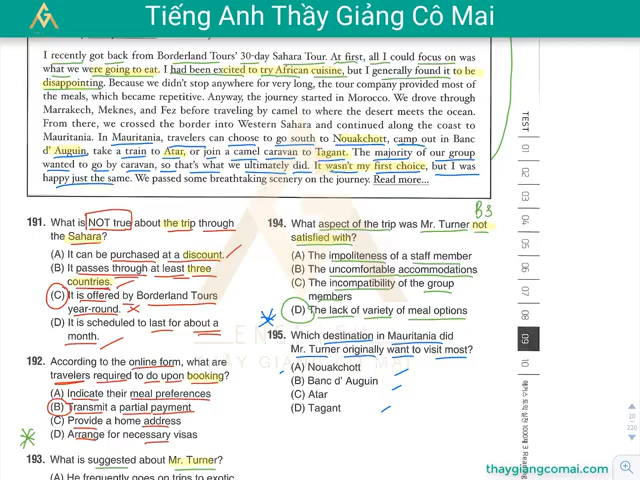 Tiếng Anh Thầy Giảng Cô Mai
I recently got back from Borderland Tours' 30-day Sahara Tour. At first, all I could focus on was
what we were going to eat. I had been excited to try African cuisine, but I generally found it to be
disappointing. Because we didn't stop anywhere for very long, the tour company provided most
of the meals, which became repetitive. Anyway, the journey started in Morocco. We drove through
Marrakech, Meknes, and Fez before traveling by camel to where the desert meets the ocean.
From there, we crossed the border into Western Sahara and continued along the coast to
Mauritania. In Mauritania, travelers can choose to go south to Nouakchot, camp out in Banc
d' Auguin, take a train to Atar, or join a camel caravan to Tagant. The majority of our group
wanted to go by caravan, so that's what we ultimately did. It wasn't my first choice, but I was
happy just the same. We passed some breathtaking scenery on the journey. Read more...
191. What is NOT true about the trip through
the Sahara?
(A) It can be purchased at a discount.
(B) It passes through at least three
countries.
(C) It is offered by Borderland Tours
year-round.
(D) It is scheduled to last for about a
month.
192. According to the online form, what are
travelers required to do upon booking?
(A) Indicate their meal preferences
(B) Transmit a partial payment
(C) Provide a home address
(D) Arrange for necessary visas
193. What is suggested about Mr. Turner?
(A) He frequently goes on trips to exotic
B3
194. What aspect of the trip was Mr. Turner not
satisfied with?
(A) The impoliteness of a staff member
(B) The uncomfortable accommodations
(C) The incompatibility of the group
members
(D) The lack of variety of meal options
195. Which destination in Mauritania did
Mr. Turner originally want to visit most?
(A) Nouakchott
(B) Banc d'Auguin
(C) Atar
(D) Tagant
TEST
01
02
03
04
05
06
07
08
09
10
220
thaygiangcomai.com